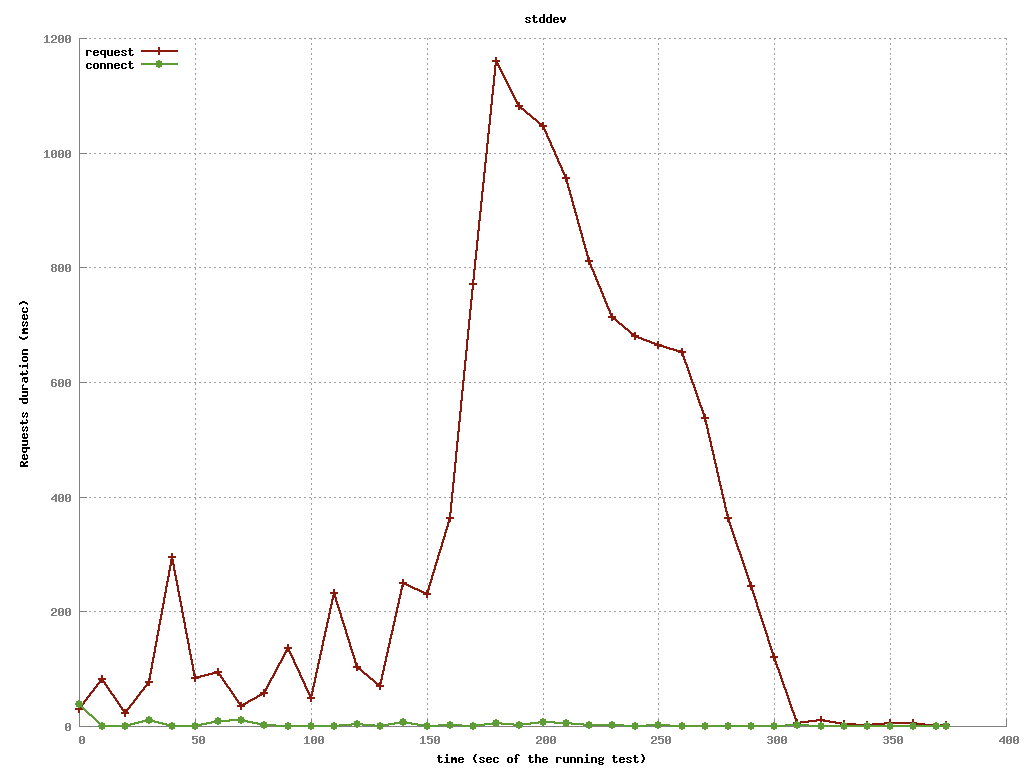 stddev
request
connect
1200
1000
800
600
400
200
0
Requests duration (msec)
0 50 100 150 200 250 300 350 400
time (sec of the running test)